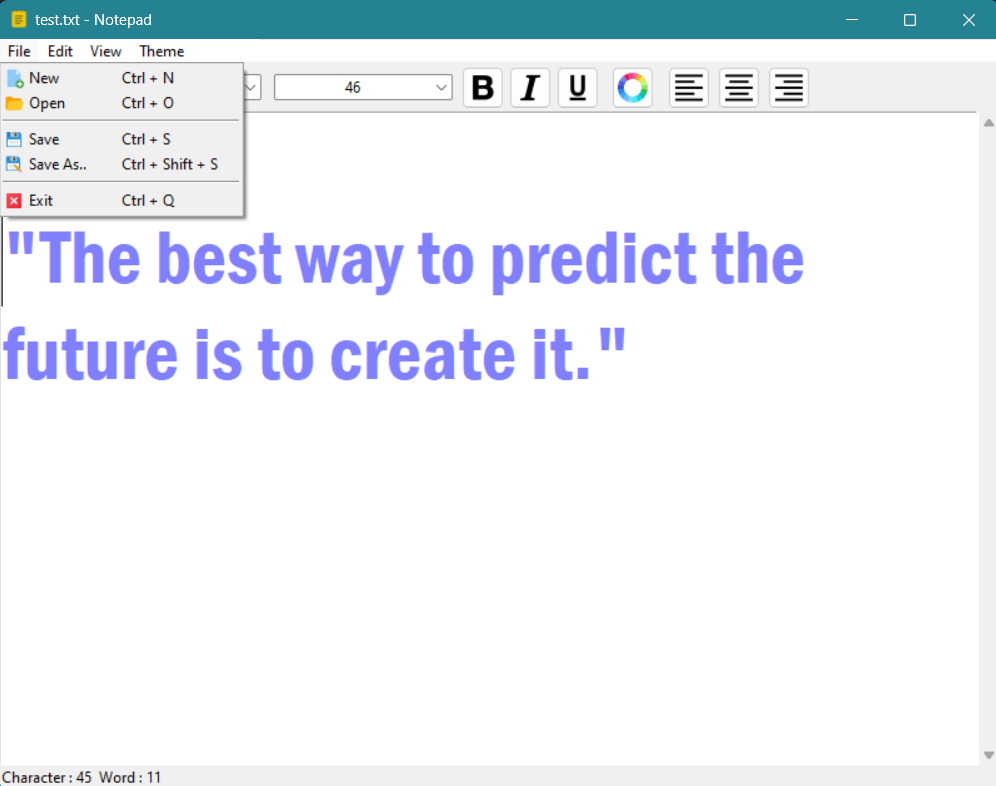 test.txt - Notepad
File Edit View Theme
New Ctrl + N
Open Ctrl + O
Save Ctrl + S
Save As.. Ctrl + Shift + S
Exit Ctrl + Q
46 B I U
"The best way to predict the
future is to create it."
Character : 45 Word : 11